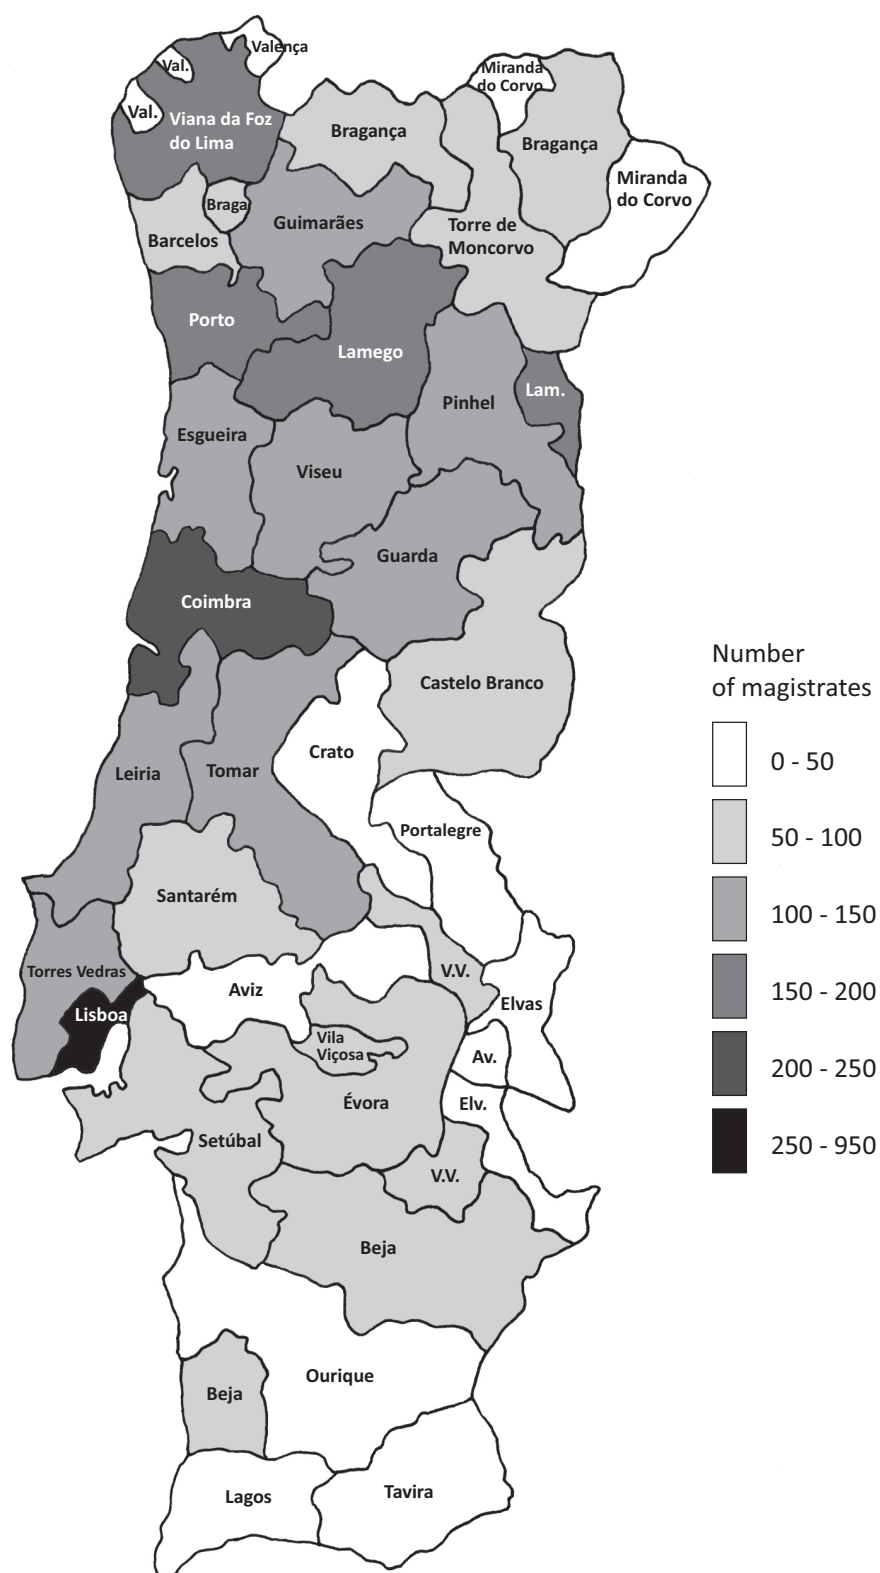 Valença
Val.
Val.
Viana da Foz
do Lima
Miranda
do Corvo
Bragança
Bragança
Miranda
do Corvo
Braga
Barcelos
Guimarães
Torre de
Moncorvo
Porto
Lamego
Lam.
Pinhel
Esgueira
Viseu
Guarda
Coimbra
Castelo Branco
Crato
Leiria
Tomar
Portalegre
Santarém
Torres Vedras
Lisboa
Aviz
V.V.
Elvas
Vila
Viçosa
Av.
Évora
Elv.
Setúbal
V.V.
Beja
Ourique
Beja
Lagos
Tavira
Number
of magistrates
0 - 50
50 - 100
100 - 150
150 - 200
200 - 250
250 - 950